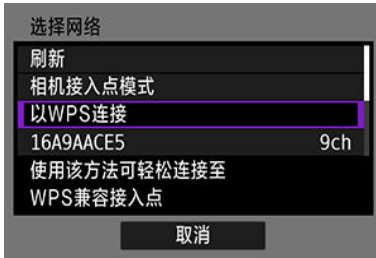 选择网络
刷新
相机接入点模式
以WPS连接
16A9AACE5 9ch
使用该方法可轻松连接至
WPS兼容接入点
取消